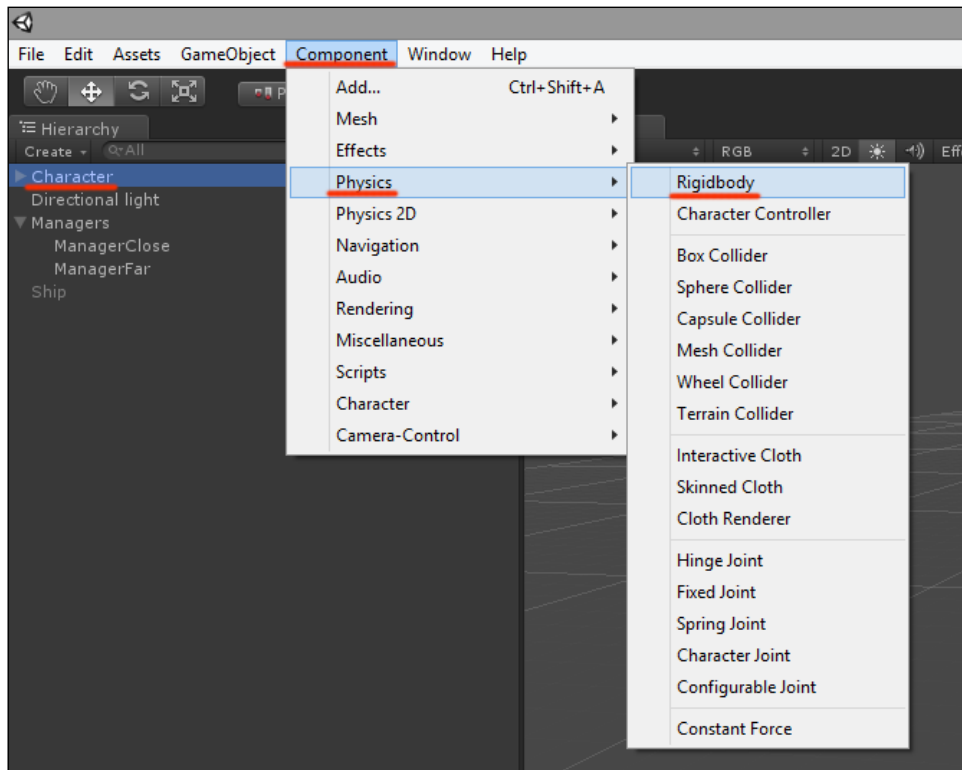 File Edit Assets GameObject Component Window Help
P
Hierarchy
Create All
Character
Directional light
Managers
ManagerClose
ManagerFar
Ship
Add... Ctrl+Shift+A
Mesh
Effects
Physics
Physics 2D
Navigation
Audio
Rendering
Miscellaneous
Scripts
Character
Camera-Control
RGB 2D Eff
Rigidbody
Character Controller
Box Collider
Sphere Collider
Capsule Collider
Mesh Collider
Wheel Collider
Terrain Collider
Interactive Cloth
Skinned Cloth
Cloth Renderer
Hinge Joint
Fixed Joint
Spring Joint
Character Joint
Configurable Joint
Constant Force